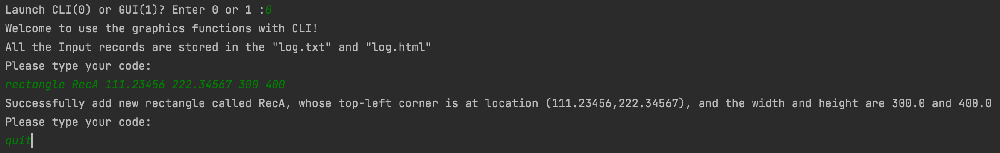 Launch CLI(0) or GUI(1)? Enter 0 or 1 :0
Welcome to use the graphics functions with CLI!
All the Input records are stored in the "log.txt" and "log.html"
Please type your code:
rectangle RecA 111.23456 222.34567 300 400
Successfully add new rectangle called RecA, whose top-left corner is at location (111.23456,222.34567), and the width and height are 300.0 and 400.0
Please type your code:
quit